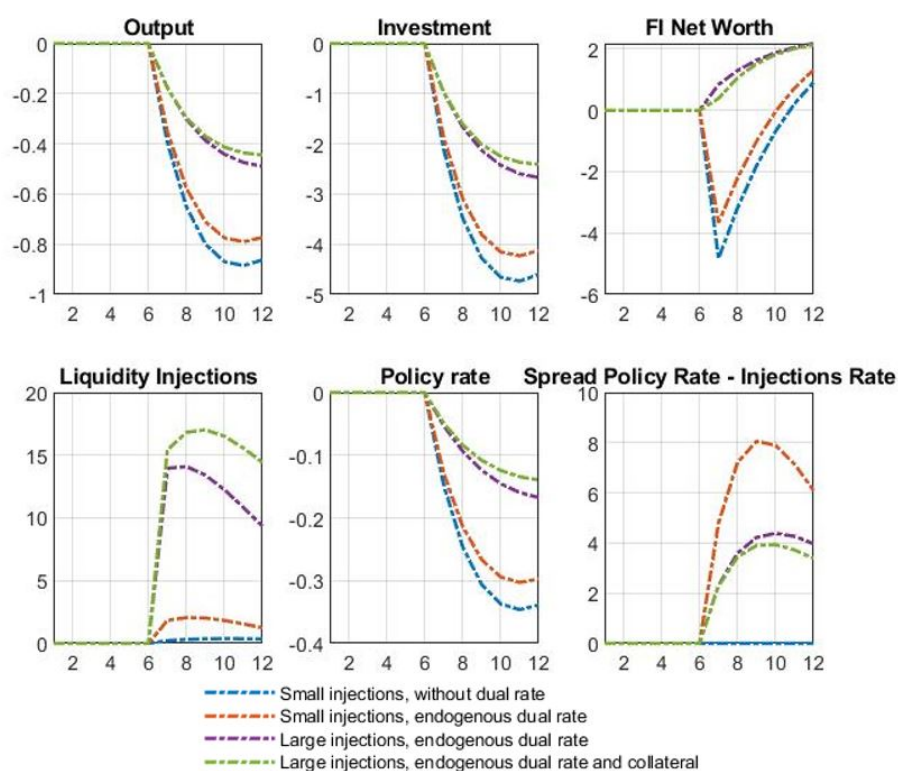 Output
Investment
FI Net Worth
0
-0.2
-0.4
-0.6
-0.8
-1
2 4 6 8 10 12
0
-1
-2
-3
-4
-5
2 4 6 8 10 12
2
0
-2
-4
-6
2 4 6 8 10 12
Liquidity Injections
Policy rate
Spread Policy Rate - Injections Rate
20
15
10
5
0
2 4 6 8 10 12
0
-0.1
-0.2
-0.3
-0.4
2 4 6 8 10 12
10
8
6
4
2
0
2 4 6 8 10 12
Small injections, without dual rate
Small injections, endogenous dual rate
Large injections, endogenous dual rate
Large injections, endogenous dual rate and collateral